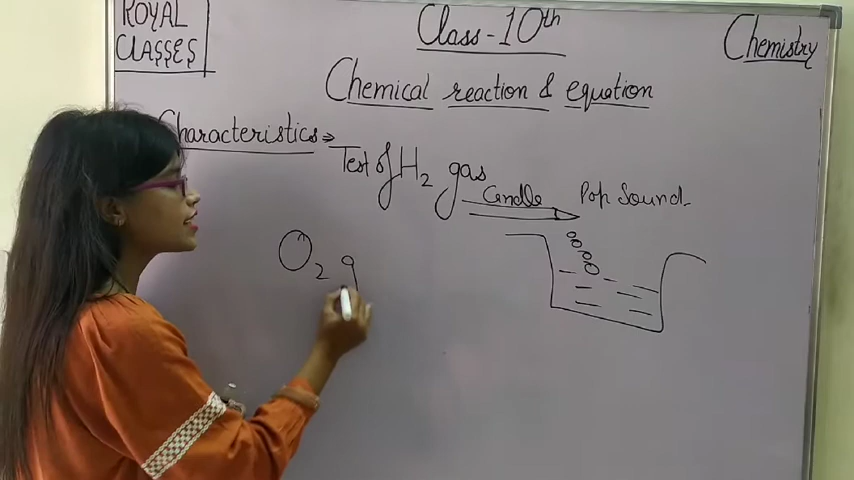 ROYAL
CLASSES
Class-10th
Chemistry
Chemical reaction & equation
Characteristics ⇒
Test of H₂ gas
Candle
Pop Sound
O₂ g